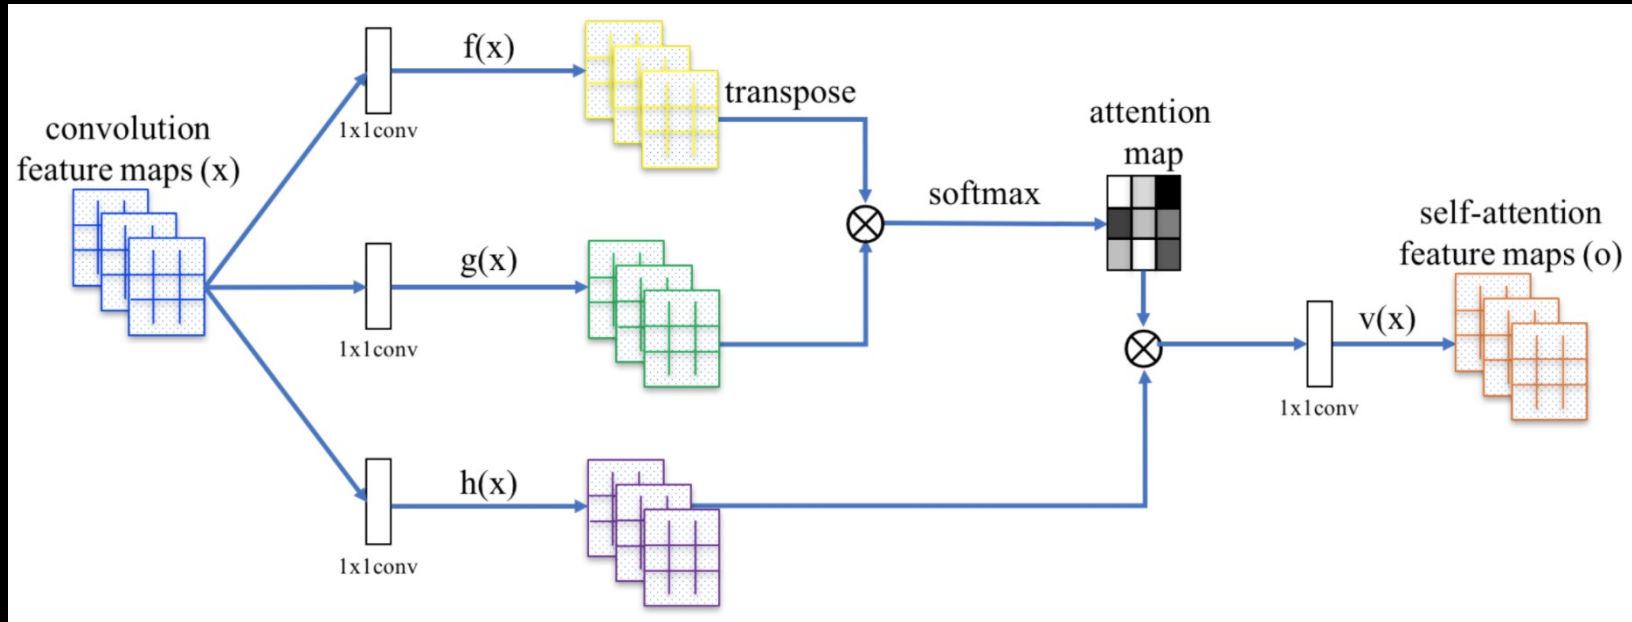 convolution
feature maps (x)
1x1conv
f(x)
transpose
1x1conv
g(x)
1x1conv
h(x)
softmax
attention
map
1x1conv
v(x)
self-attention
feature maps (o)